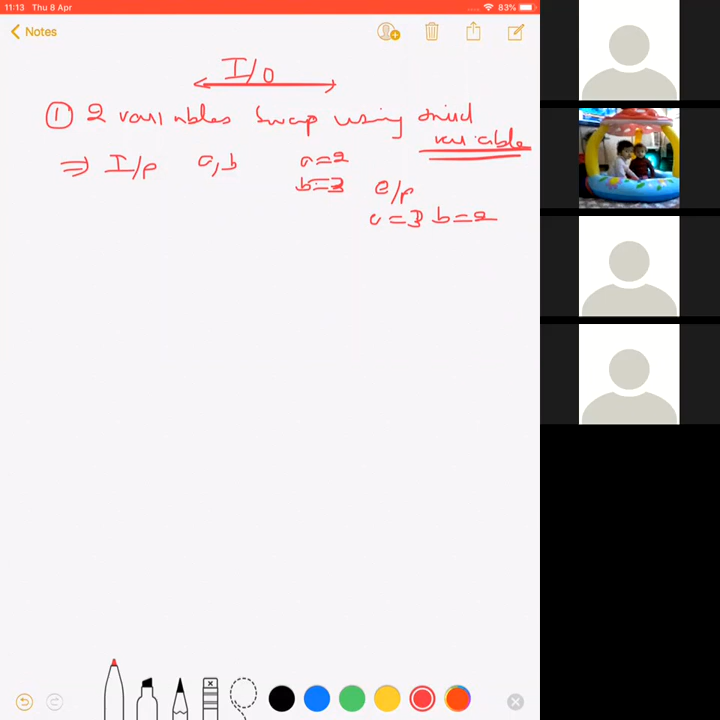 11:13 Thu 8 Apr 83%
Notes
I/O
① 2 variables swap using third
variable
⇒ I/P a,b a=2
b=3 O/P
a=3 b=2